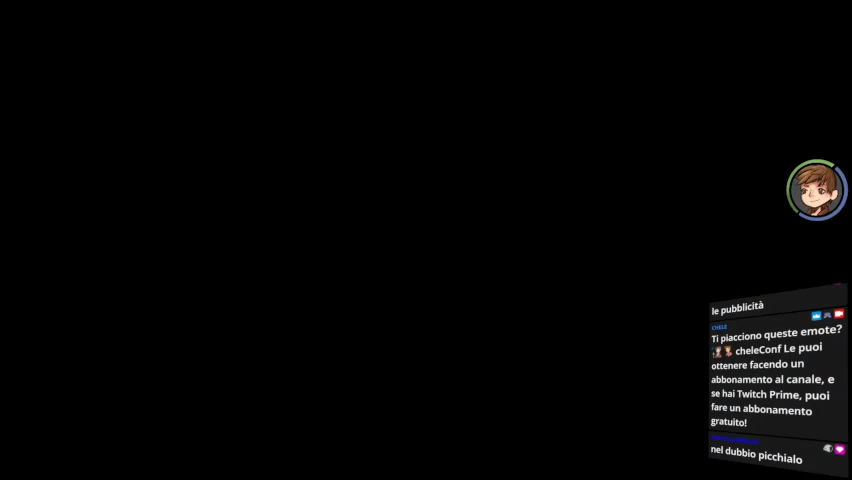 le pubblicità
CHELE
Ti piacciono queste emote?
cheleConf Le puoi
ottenere facendo un
abbonamento al canale, e
se hai Twitch Prime, puoi
fare un abbonamento
gratuito!
nel dubbio picchialo